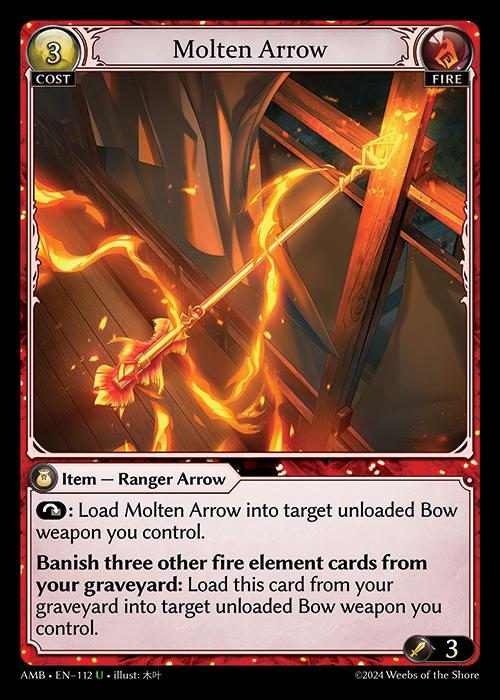 3
COST
Molten Arrow
FIRE
Item — Ranger Arrow
: Load Molten Arrow into target unloaded Bow
weapon you control.
Banish three other fire element cards from
your graveyard: Load this card from your
graveyard into target unloaded Bow weapon you
control.
3
AMB • EN–112 U • illust: 木叶
©2024 Weebs of the Shore